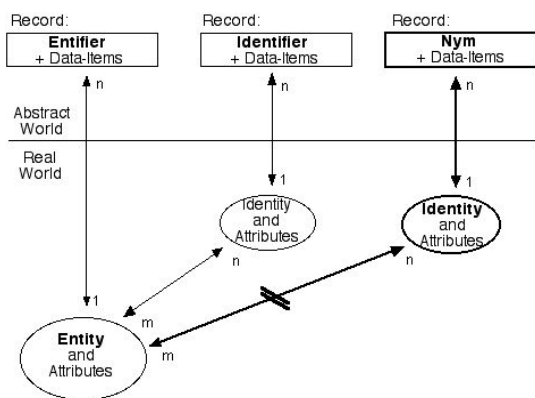 Record:
Record:
Record:
Entifier
+ Data-Items
Identifier
+ Data-Items
Nym
+ Data-Items
n
n
n
Abstract
World
Real
World
1
1
Identity
and
Attributes
Identity
and
Attributes
n
n
1
m
m
Entity
and
Attributes